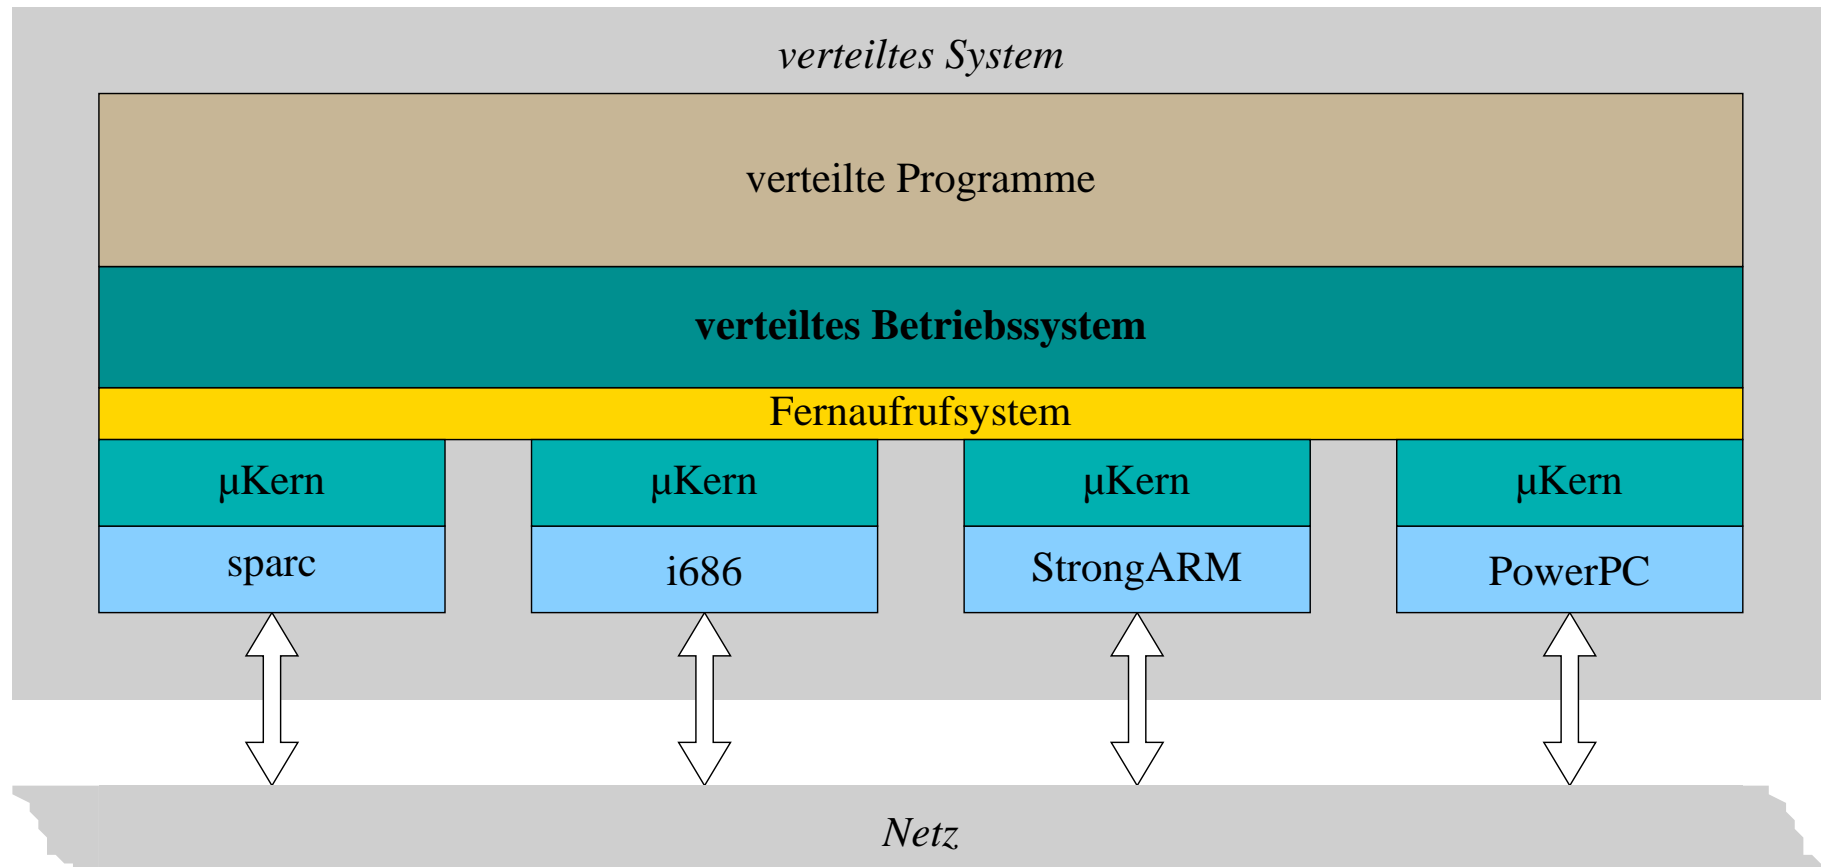 verteiltes System
verteilte Programme
verteiltes Betriebssystem
Fernaufrufsystem
µKern µKern µKern µKern
sparc i686 StrongARM PowerPC
Netz